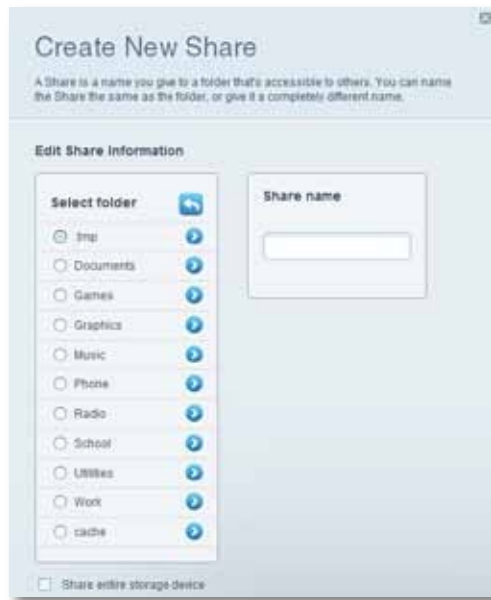 Create New Share
A Share is a name you give to a folder that's accessible to others. You can name
the Share the same as the folder, or give it a completely different name.
Edit Share Information
Select folder
Share name
tmp
Documents
Games
Graphics
Music
Phone
Radio
School
Utilities
Work
cache
Share entire storage device